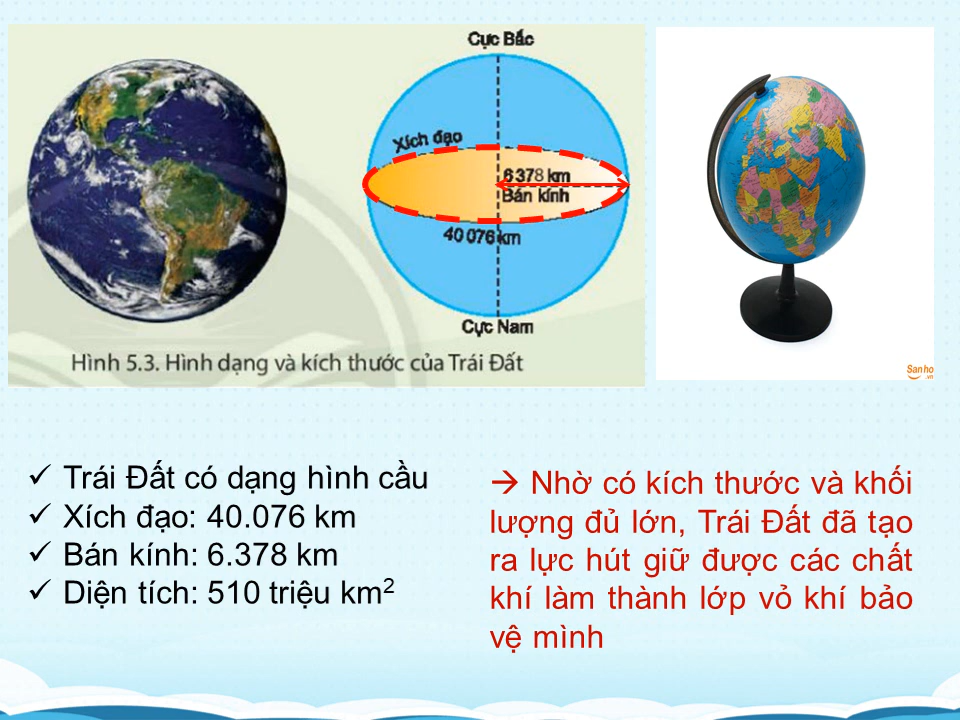 Cực Bắc
Xích đạo
6 378 km
Bán kính
40 076 km
Cực Nam
Hình 5.3. Hình dạng và kích thước của Trái Đất
San ho
.vn
✓ Trái Đất có dạng hình cầu
✓ Xích đạo: 40.076 km
✓ Bán kính: 6.378 km
✓ Diện tích: 510 triệu km²
→ Nhờ có kích thước và khối
lượng đủ lớn, Trái Đất đã tạo
ra lực hút giữ được các chất
khí làm thành lớp vỏ khí bảo
vệ mình